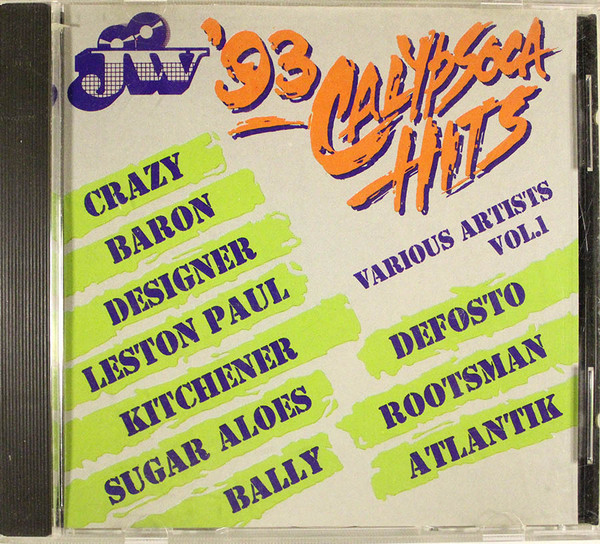 JW
'93
CALYPSOCA
HITS
VARIOUS ARTISTS
VOL.1
CRAZY
BARON
DESIGNER
LESTON PAUL
KITCHENER
SUGAR ALOES
BALLY
DEFOSTO
ROOTSMAN
ATLANTIK